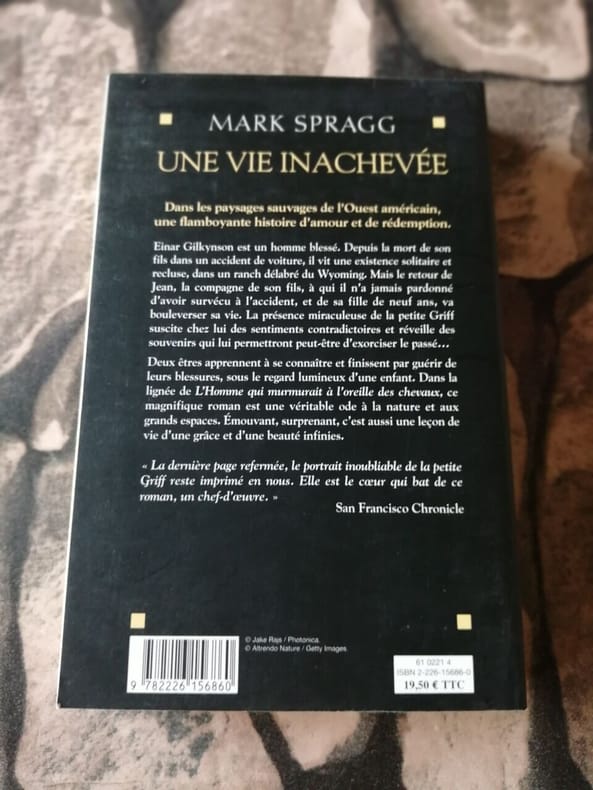 MARK SPRAGG
UNE VIE INACHEVÉE
Dans les paysages sauvages de l'Ouest américain,
une flamboyante histoire d'amour et de rédemption.
Einar Gilkynson est un homme blessé. Depuis la mort de son
fils dans un accident de voiture, il vit une existence solitaire et
recluse, dans un ranch délabré du Wyoming. Mais le retour de
Jean, la compagne de son fils, à qui il n'a jamais pardonné
d'avoir survécu à l'accident, et de sa fille de neuf ans, va
bouleverser sa vie. La présence miraculeuse de la petite Griff
suscite chez lui des sentiments contradictoires et réveille des
souvenirs qui lui permettront peut-être d'exorciser le passé...
Deux êtres apprennent à se connaître et finissent par guérir de
leurs blessures, sous le regard lumineux d'une enfant. Dans la
lignée de L'Homme qui murmurait à l'oreille des chevaux, ce
magnifique roman est une véritable ode à la nature et aux
grands espaces. Émouvant, surprenant, c'est aussi une leçon de
vie d'une grâce et d'une beauté infinies.
« La dernière page refermée, le portrait inoubliable de la petite
Griff reste imprimé en nous. Elle est le cœur qui bat de ce
roman, un chef-d'œuvre. »
San Francisco Chronicle
© Jake Rajs / Photonica.
© Altrendo Nature / Getty Images.
9 782226 156860
61 0221 4
ISBN 2-226-15686-0
19,50 € TTC